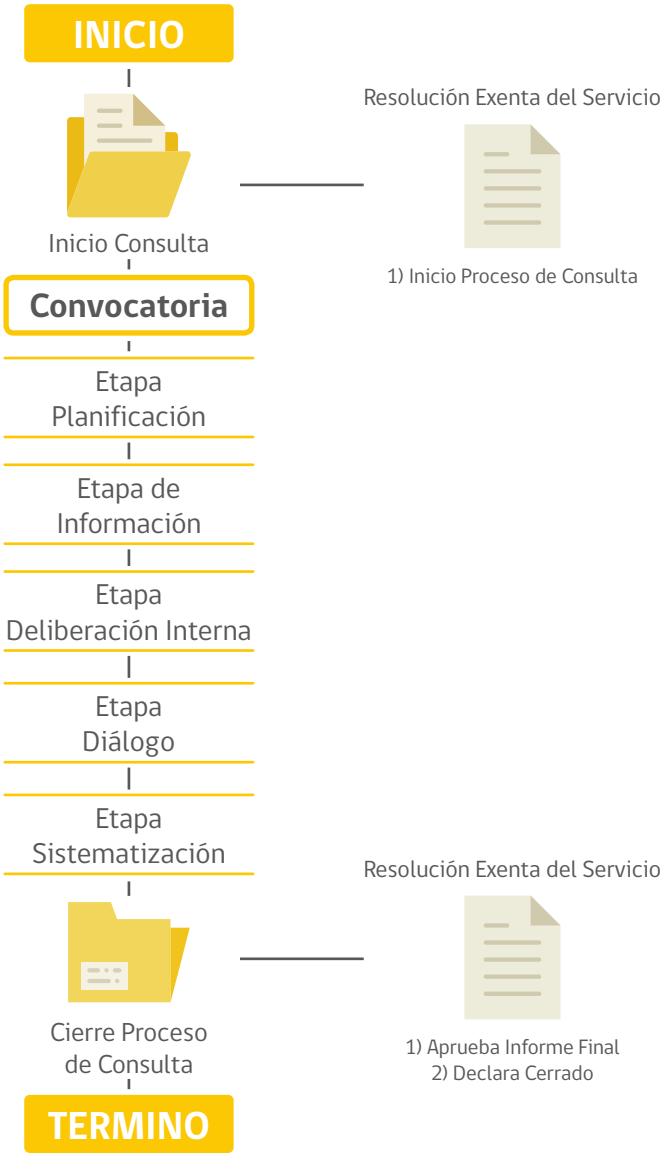 INICIO
Resolución Exenta del Servicio
Inicio Consulta
1) Inicio Proceso de Consulta
Convocatoria
Etapa
Planificación
Etapa de
Información
Etapa
Deliberación Interna
Etapa
Diálogo
Etapa
Sistematización
Resolución Exenta del Servicio
Cierre Proceso
de Consulta
1) Aprueba Informe Final
2) Declara Cerrado
TERMINO